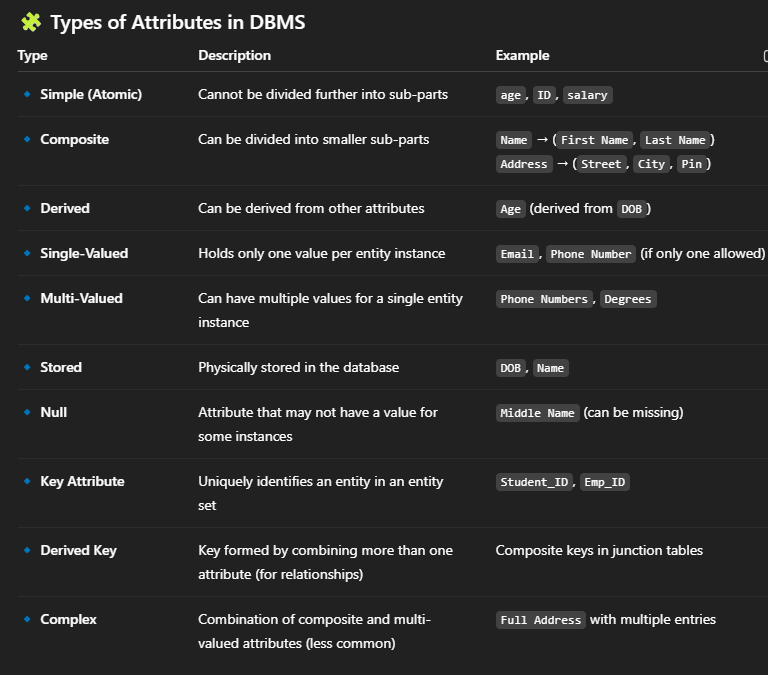 🧩 Types of Attributes in DBMS
Type Description Example
Simple (Atomic) Cannot be divided further into sub-parts age, ID, salary
Composite Can be divided into smaller sub-parts Name → (First Name, Last Name)
Address → (Street, City, Pin)
Derived Can be derived from other attributes Age (derived from DOB)
Single-Valued Holds only one value per entity instance Email, Phone Number (if only one allowed)
Multi-Valued Can have multiple values for a single entity Phone Numbers, Degrees
instance
Stored Physically stored in the database DOB, Name
Null Attribute that may not have a value for Middle Name (can be missing)
some instances
Key Attribute Uniquely identifies an entity in an entity Student_ID, Emp_ID
set
Derived Key Key formed by combining more than one Composite keys in junction tables
attribute (for relationships)
Complex Combination of composite and multi- Full Address with multiple entries
valued attributes (less common)